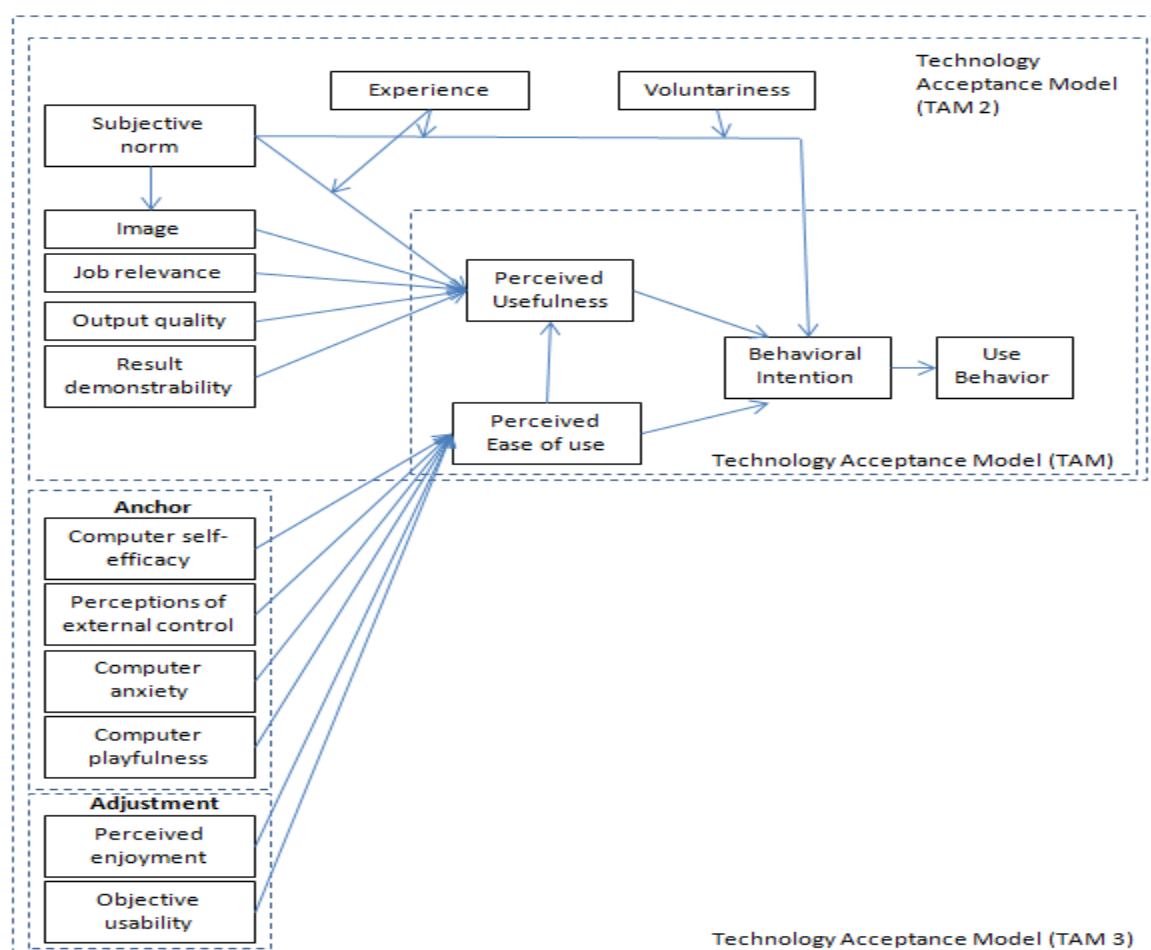 Technology
Acceptance Model
(TAM 2)
Experience
Voluntariness
Subjective
norm
Image
Job relevance
Output quality
Result
demonstrability
Perceived
Usefulness
Behavioral
Intention
Use
Behavior
Perceived
Ease of use
Technology Acceptance Model (TAM)
Anchor
Computer self-
efficacy
Perceptions of
external control
Computer
anxiety
Computer
playfulness
Adjustment
Perceived
enjoyment
Objective
usability
Technology Acceptance Model (TAM 3)